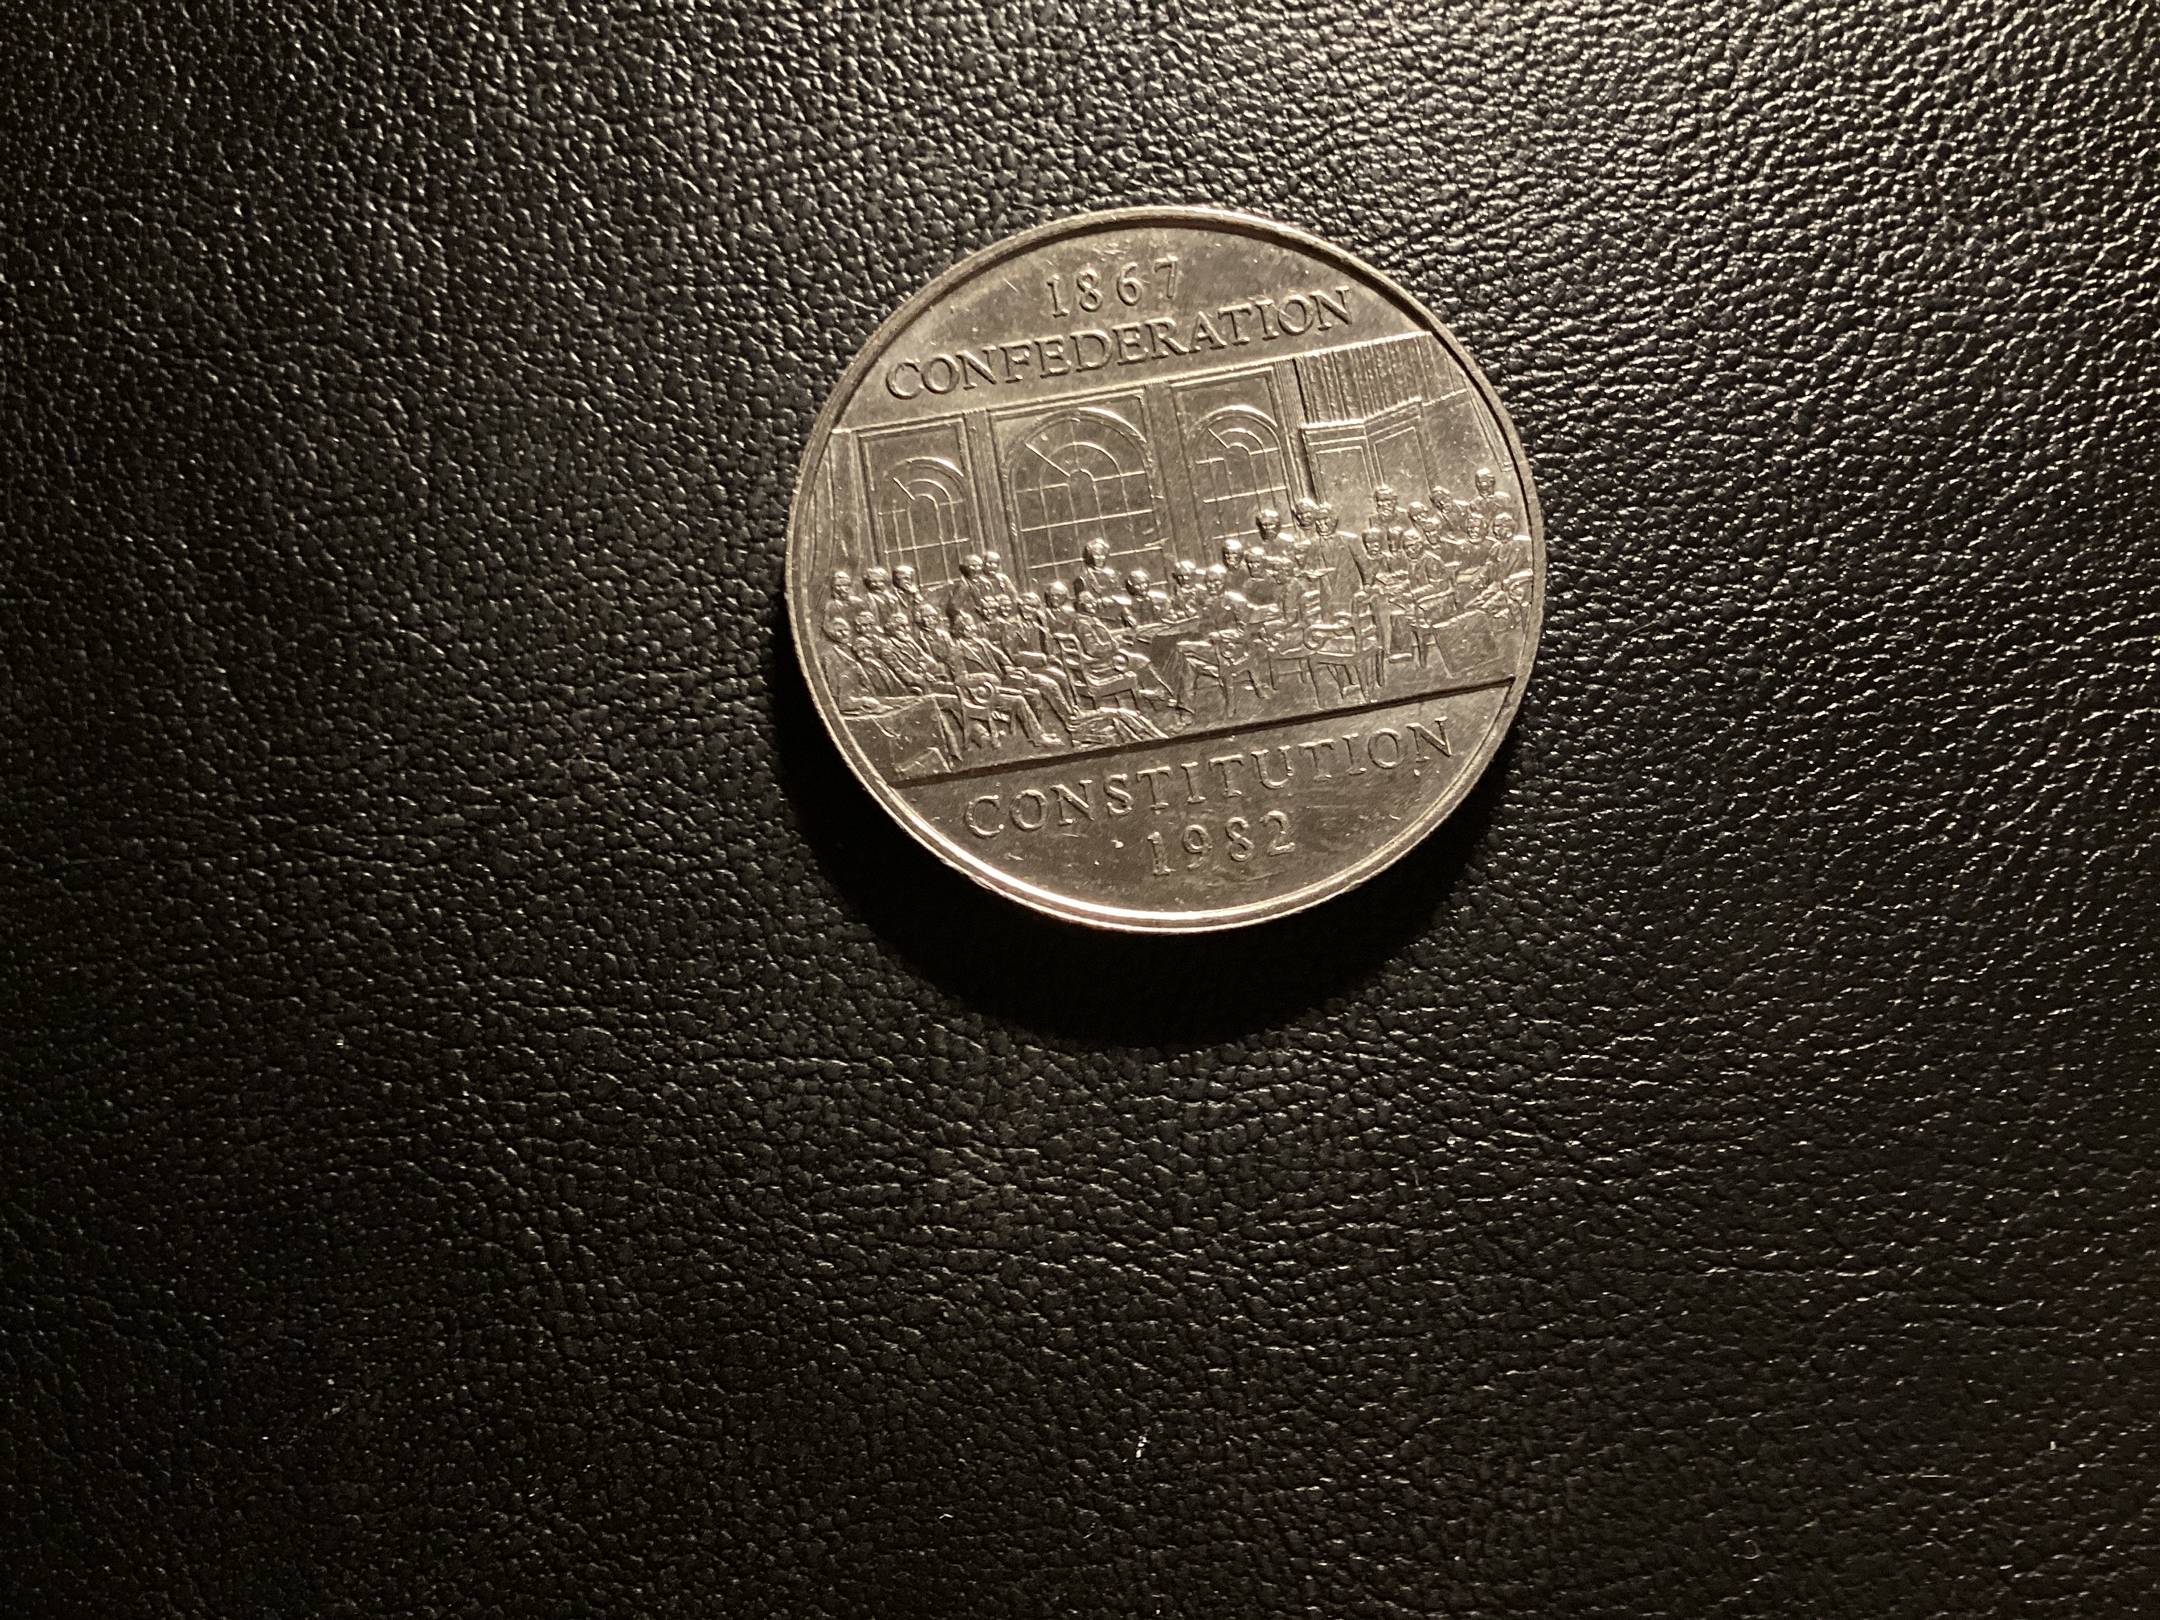 1867
CONFEDERATION
CONSTITUTION
1982